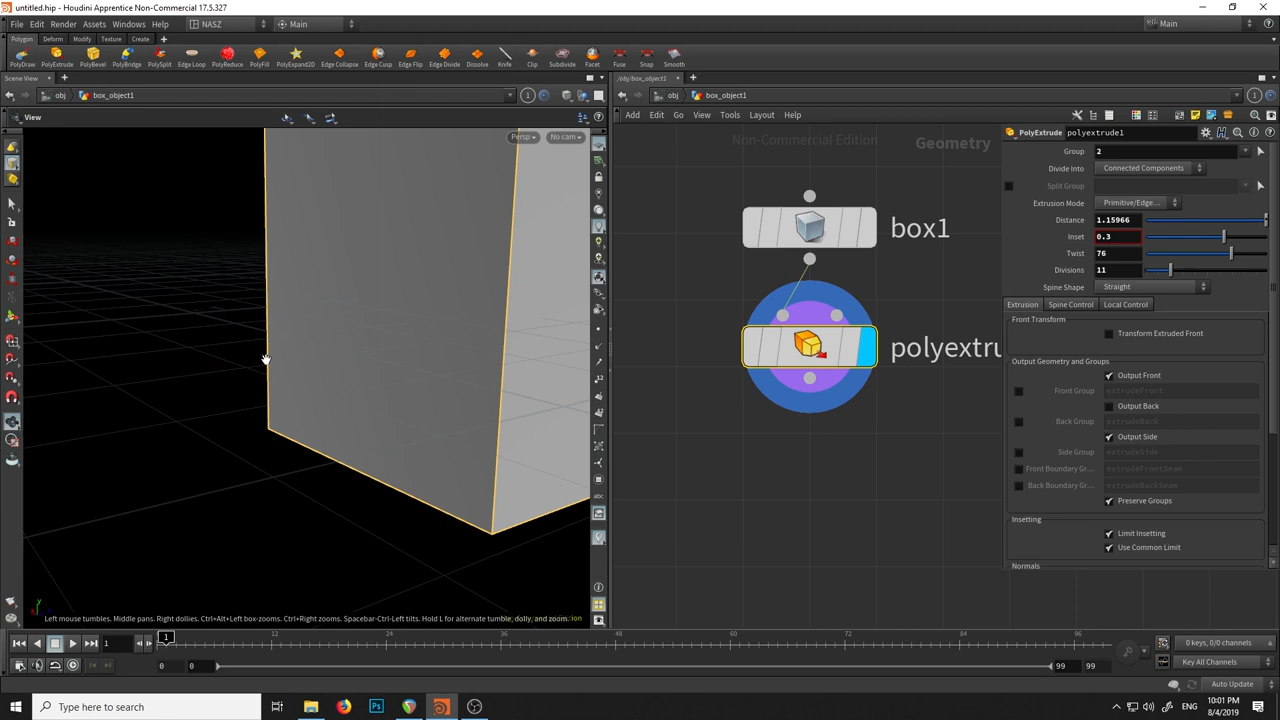 untitled.hip - Houdini Apprentice Non-Commercial 17.5.327
File Edit Render Assets Windows Help NASZ Main Main
Polygon Deform Modify Texture Create
PolyDraw PolyExtrude PolyBevel PolyBridge PolySplit Edge Loop PolyReduce PolyFill PolyExpand2D Edge Collapse Edge Cusp Edge Flip Edge Divide Dissolve Knife Clip Subdivide Facet Fuse Snap Smooth
Scene View /obj/box_object1
obj box_object1 1 obj box_object1 1
View Add Edit Go View Tools Layout Help
Persp No cam
Non-Commercial Edition Geometry
box1
polyextru
PolyExtrude polyextrude1
Group 2
Divide Into Connected Components
Split Group
Extrusion Mode Primitive/Edge...
Distance 1.15966
Inset 0.3
Twist 76
Divisions 11
Spine Shape Straight
Extrusion Spine Control Local Control
Front Transform
Transform Extruded Front
Output Geometry and Groups
Output Front
Front Group extrudeFront
Output Back
Back Group extrudeBack
Output Side
Side Group extrudeSide
Front Boundary Gr... extrudeFrontSeam
Back Boundary Gr... extrudeBackSeam
Preserve Groups
Insetting
Limit Insetting
Use Common Limit
Normals
abc
Left mouse tumbles. Middle pans. Right dollies. Ctrl+Alt+Left box-zooms. Ctrl+Right zooms. Spacebar-Ctrl-Left tilts. Hold L for alternate tumble, dolly, and zoom.
1 1 12 24 36 48 60 72 84 96 0 keys, 0/0 channels
0 0 99 99 Key All Channels
Auto Update
Type here to search
Ps
10:01 PM
8/4/2019